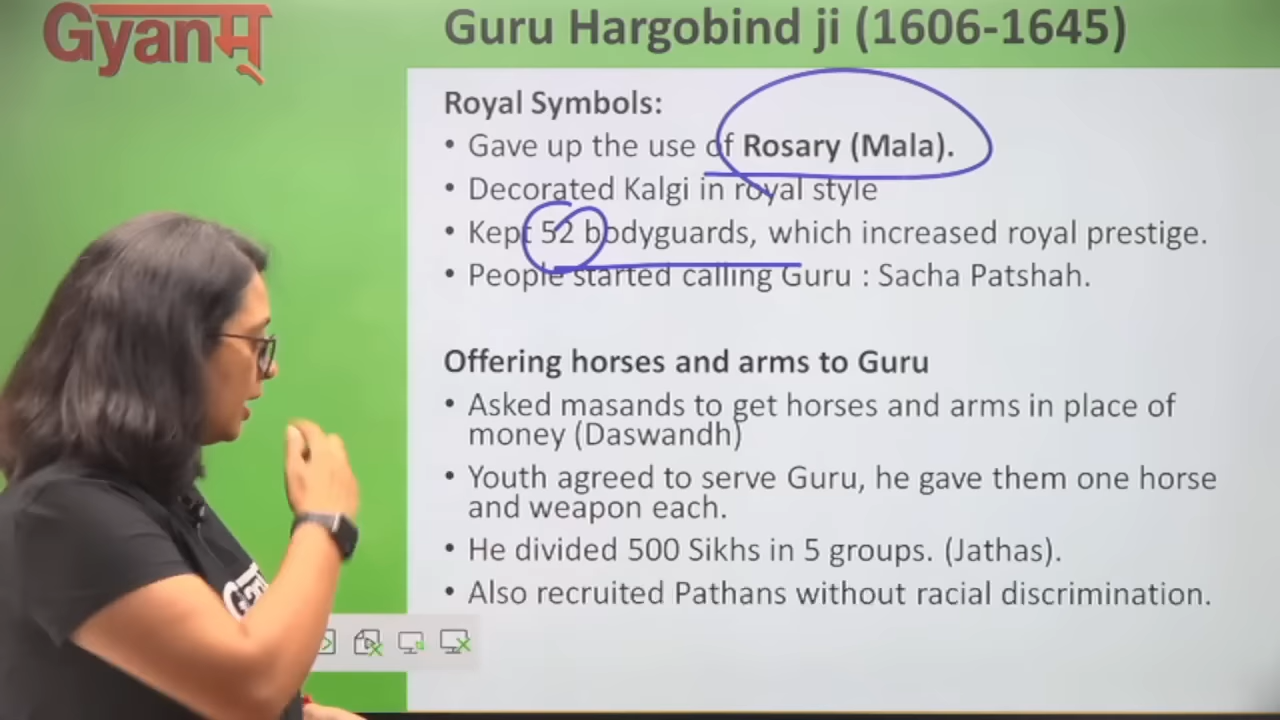 Gyanम्
Guru Hargobind ji (1606-1645)
Royal Symbols:
• Gave up the use of Rosary (Mala).
• Decorated Kalgi in royal style
• Kept 52 bodyguards, which increased royal prestige.
• People started calling Guru : Sacha Patshah.
Offering horses and arms to Guru
• Asked masands to get horses and arms in place of
money (Daswandh)
• Youth agreed to serve Guru, he gave them one horse
and weapon each.
• He divided 500 Sikhs in 5 groups. (Jathas).
• Also recruited Pathans without racial discrimination.